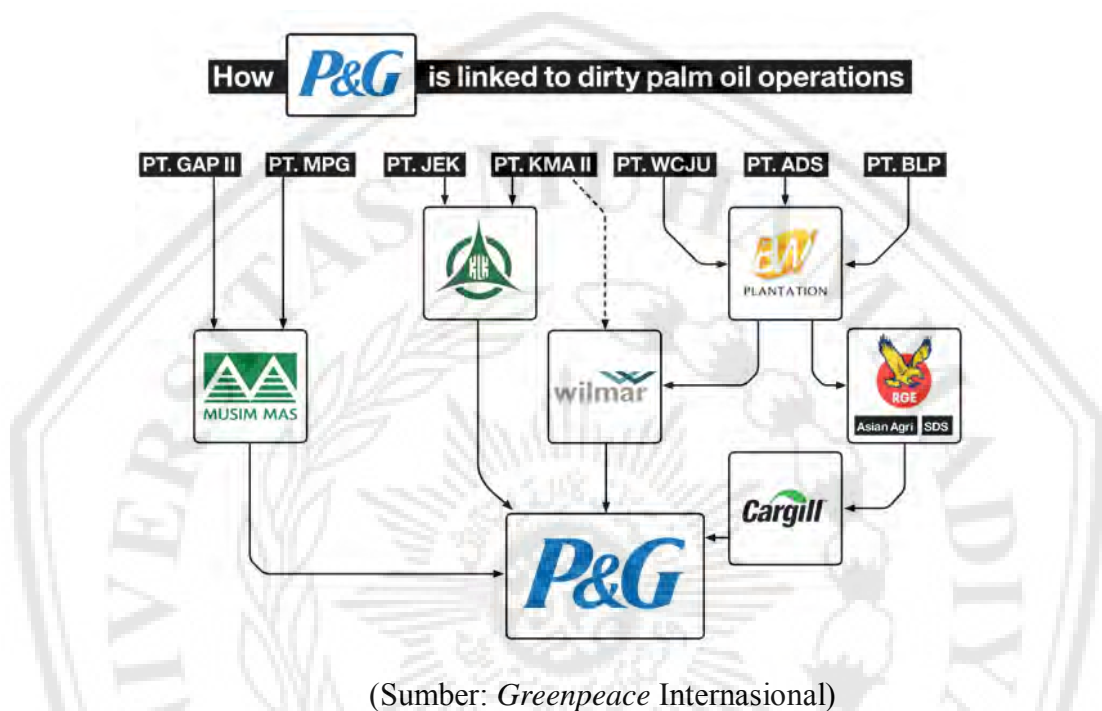 How P&G is linked to dirty palm oil operations
PT. GAP II PT. MPG PT. JEK PT. KMA II PT. WCJU PT. ADS PT. BLP
KLK
BW
PLANTATION
MUSIM MAS
wilmar
RGE
Asian Agri SDS
Cargill
P&G
(Sumber: Greenpeace Internasional)